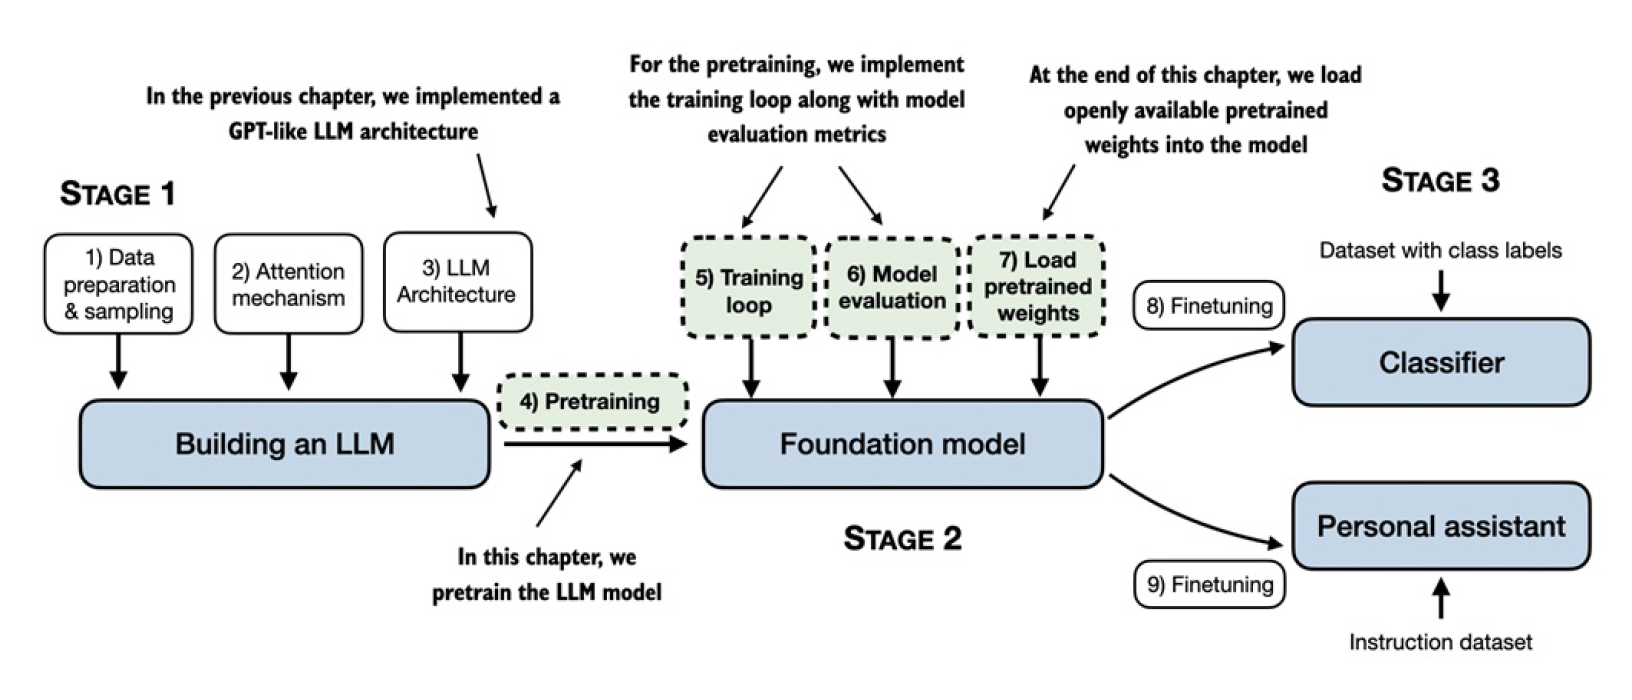 In the previous chapter, we implemented a
GPT-like LLM architecture
For the pretraining, we implement
the training loop along with model
evaluation metrics
At the end of this chapter, we load
openly available pretrained
weights into the model
STAGE 1
STAGE 3
1) Data
preparation
& sampling
2) Attention
mechanism
3) LLM
Architecture
5) Training
loop
6) Model
evaluation
7) Load
pretrained
weights
Dataset with class labels
8) Finetuning
Classifier
4) Pretraining
Building an LLM
Foundation model
STAGE 2
Personal assistant
In this chapter, we
pretrain the LLM model
9) Finetuning
Instruction dataset